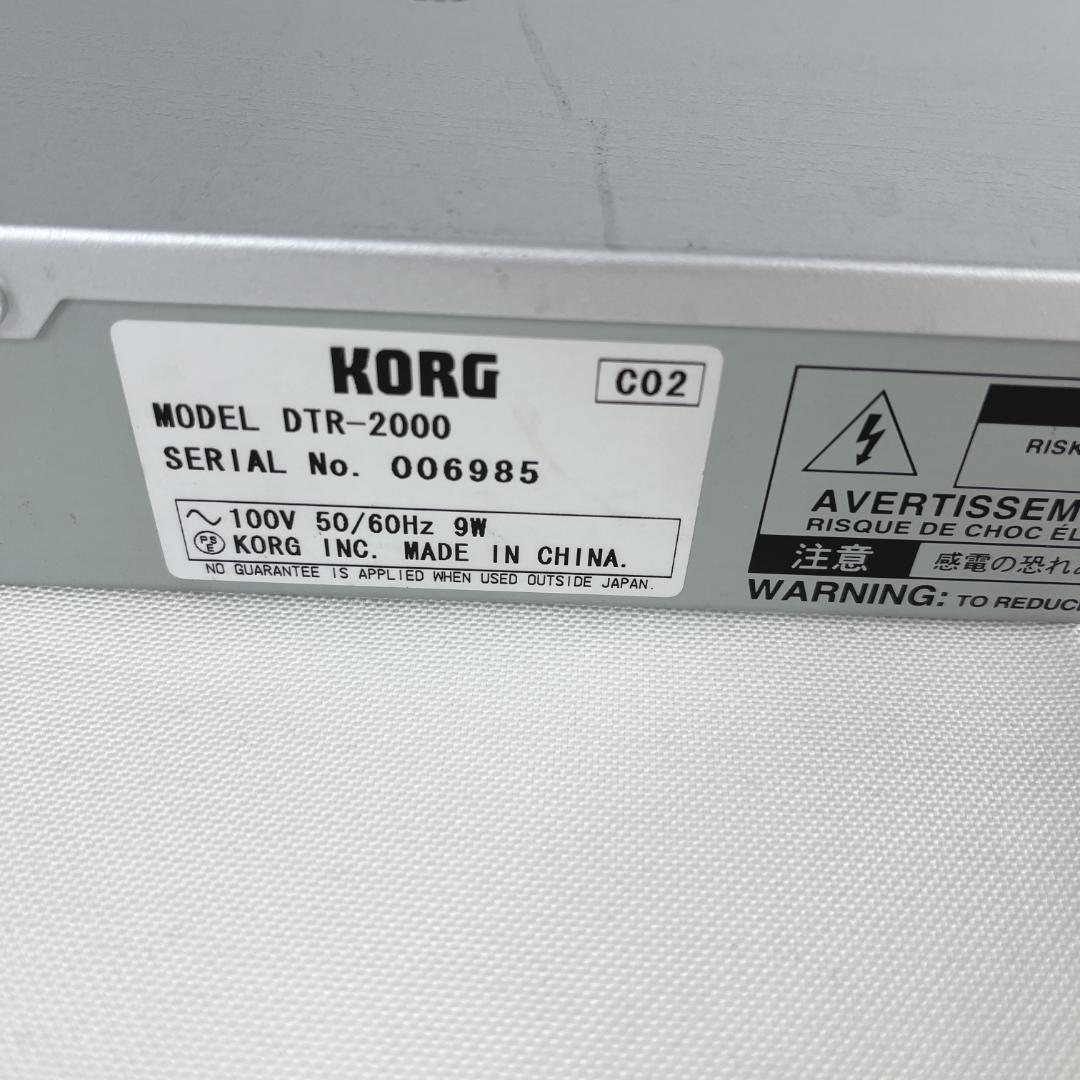 KORG
C02
MODEL DTR-2000
SERIAL No. 006985
100V 50/60Hz 9W
PSE
KORG INC. MADE IN CHINA.
NO GUARANTEE IS APPLIED WHEN USED OUTSIDE JAPAN.
RISK
AVERTISSEM
RISQUE DE CHOC ÉL
注意 感電の恐れ
WARNING: TO REDUC